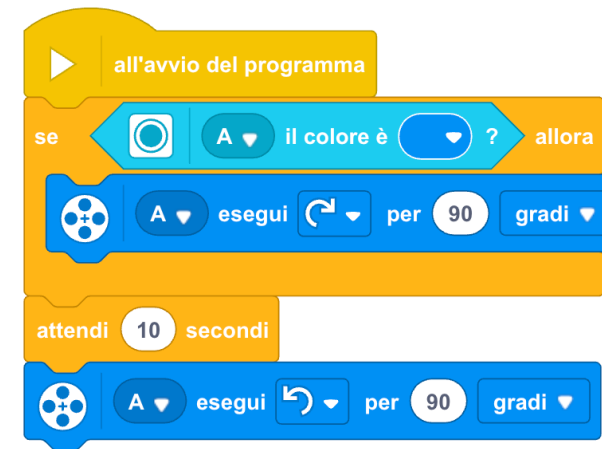 all'avvio del programma
se A il colore è ? allora
A esegui per 90 gradi
attendi 10 secondi
A esegui per 90 gradi